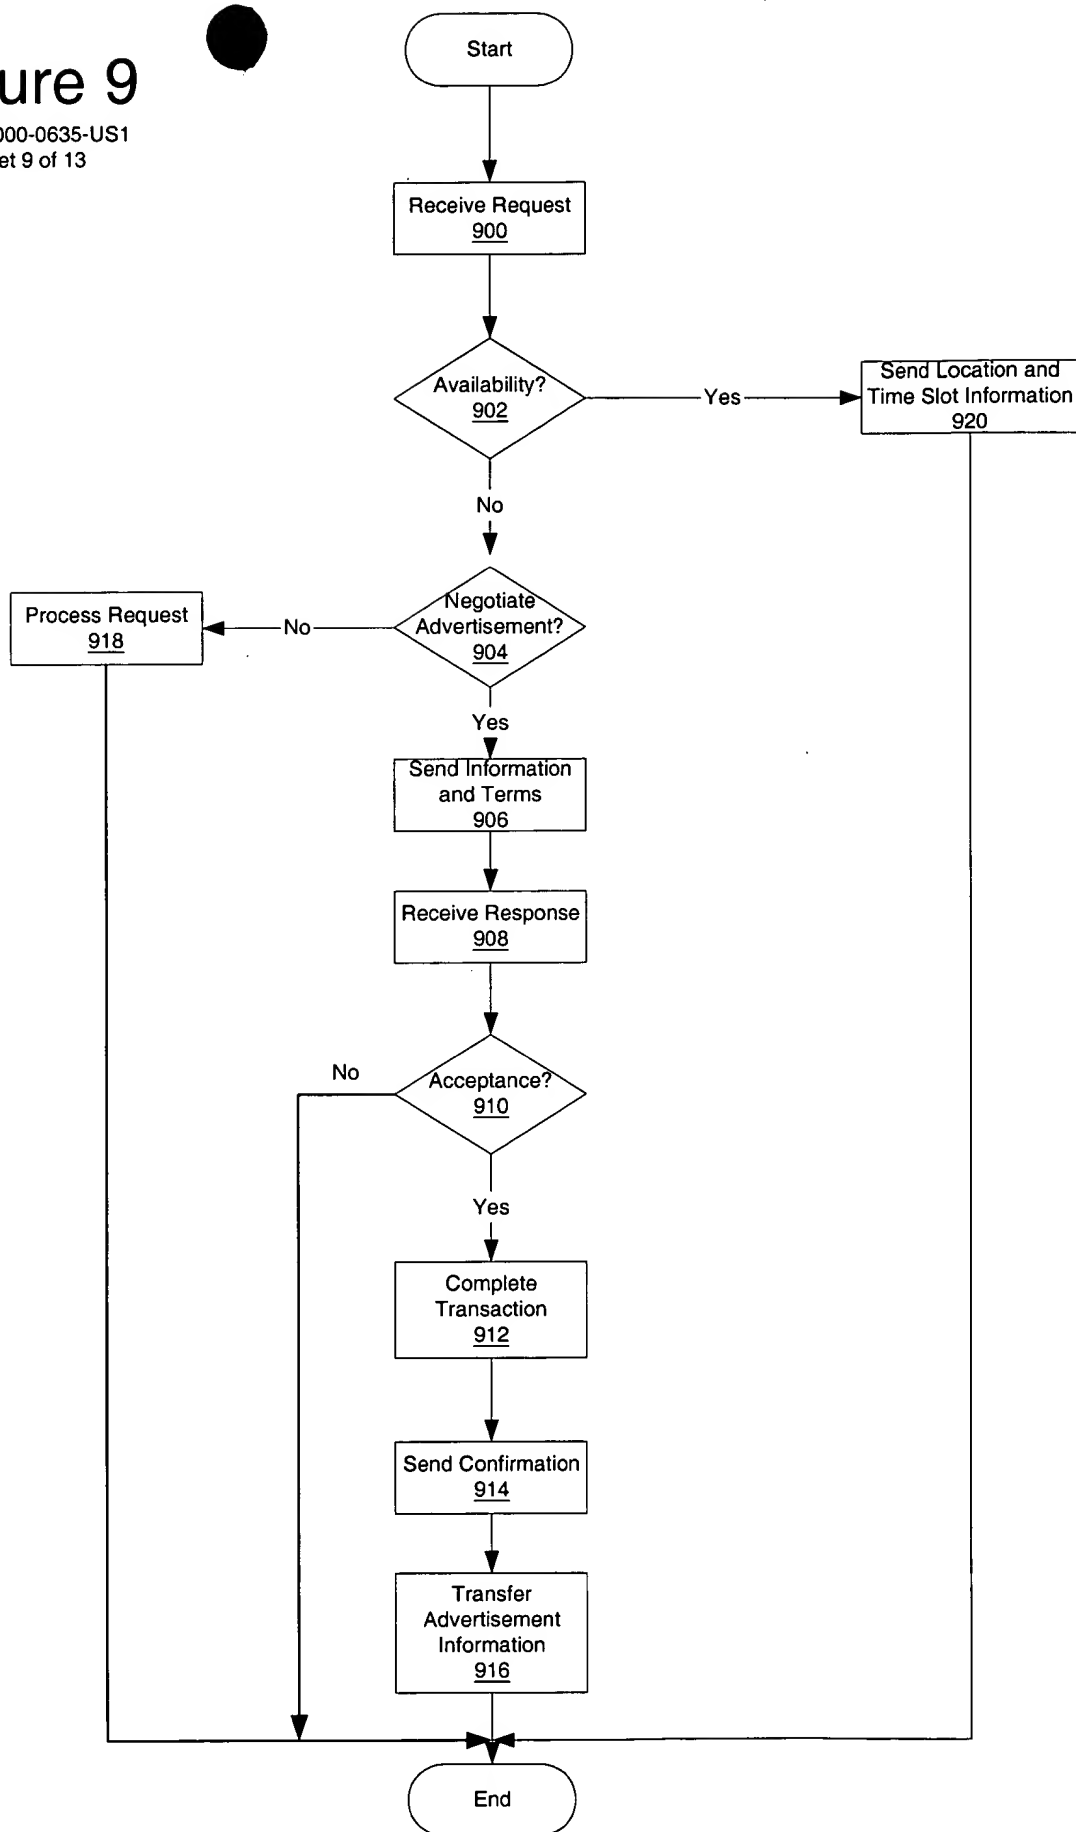 ure 9
000-0635-US1
et 9 of 13
Start
Receive Request
900
Availability?
902
Yes
Send Location and
Time Slot Information
920
No
Negotiate
Advertisement?
904
No
Process Request
918
Yes
Send Information
and Terms
906
Receive Response
908
Acceptance?
910
No
Yes
Complete
Transaction
912
Send Confirmation
914
Transfer
Advertisement
Information
916
End